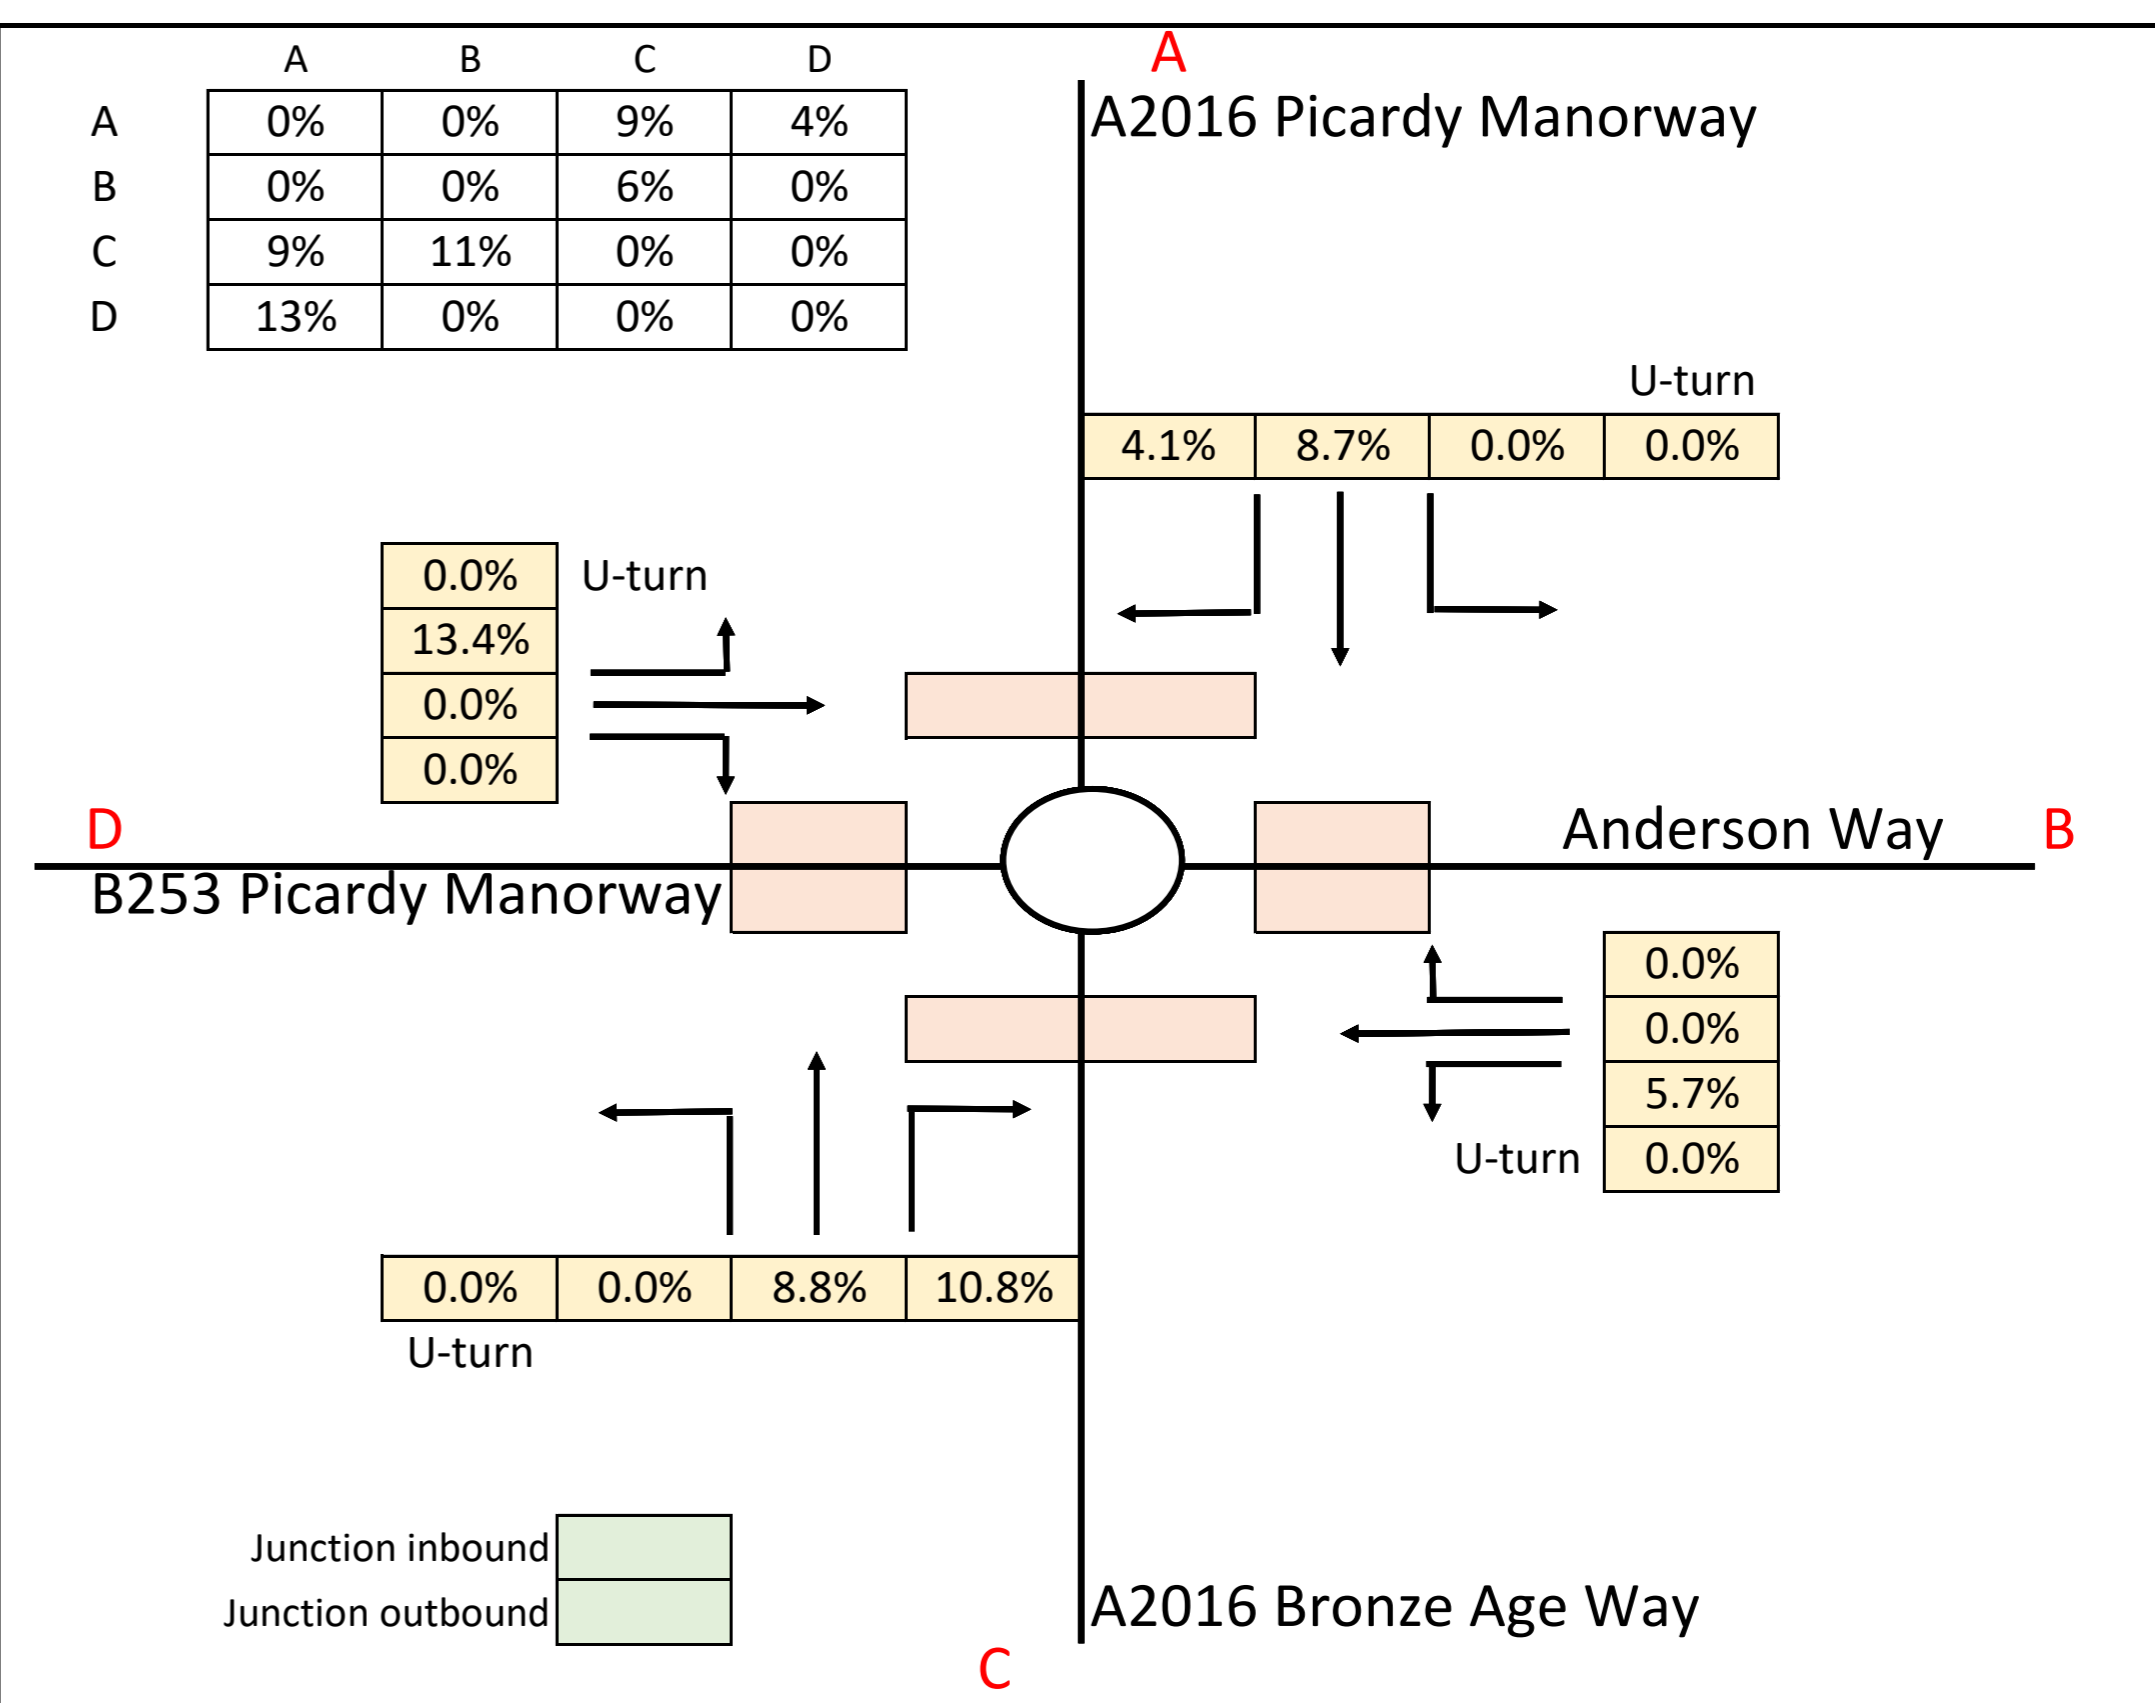 A
A B C D
A2016 Picardy Manorway
A 0% 0% 9% 4%
B 0% 0% 6% 0%
C 9% 11% 0% 0%
D 13% 0% 0% 0%
U-turn
4.1% 8.7% 0.0% 0.0%
0.0% U-turn
13.4%
0.0%
0.0%
D
Anderson Way B
B253 Picardy Manorway
0.0%
0.0%
5.7%
U-turn 0.0%
0.0% 0.0% 8.8% 10.8%
U-turn
Junction inbound
Junction outbound
A2016 Bronze Age Way
C